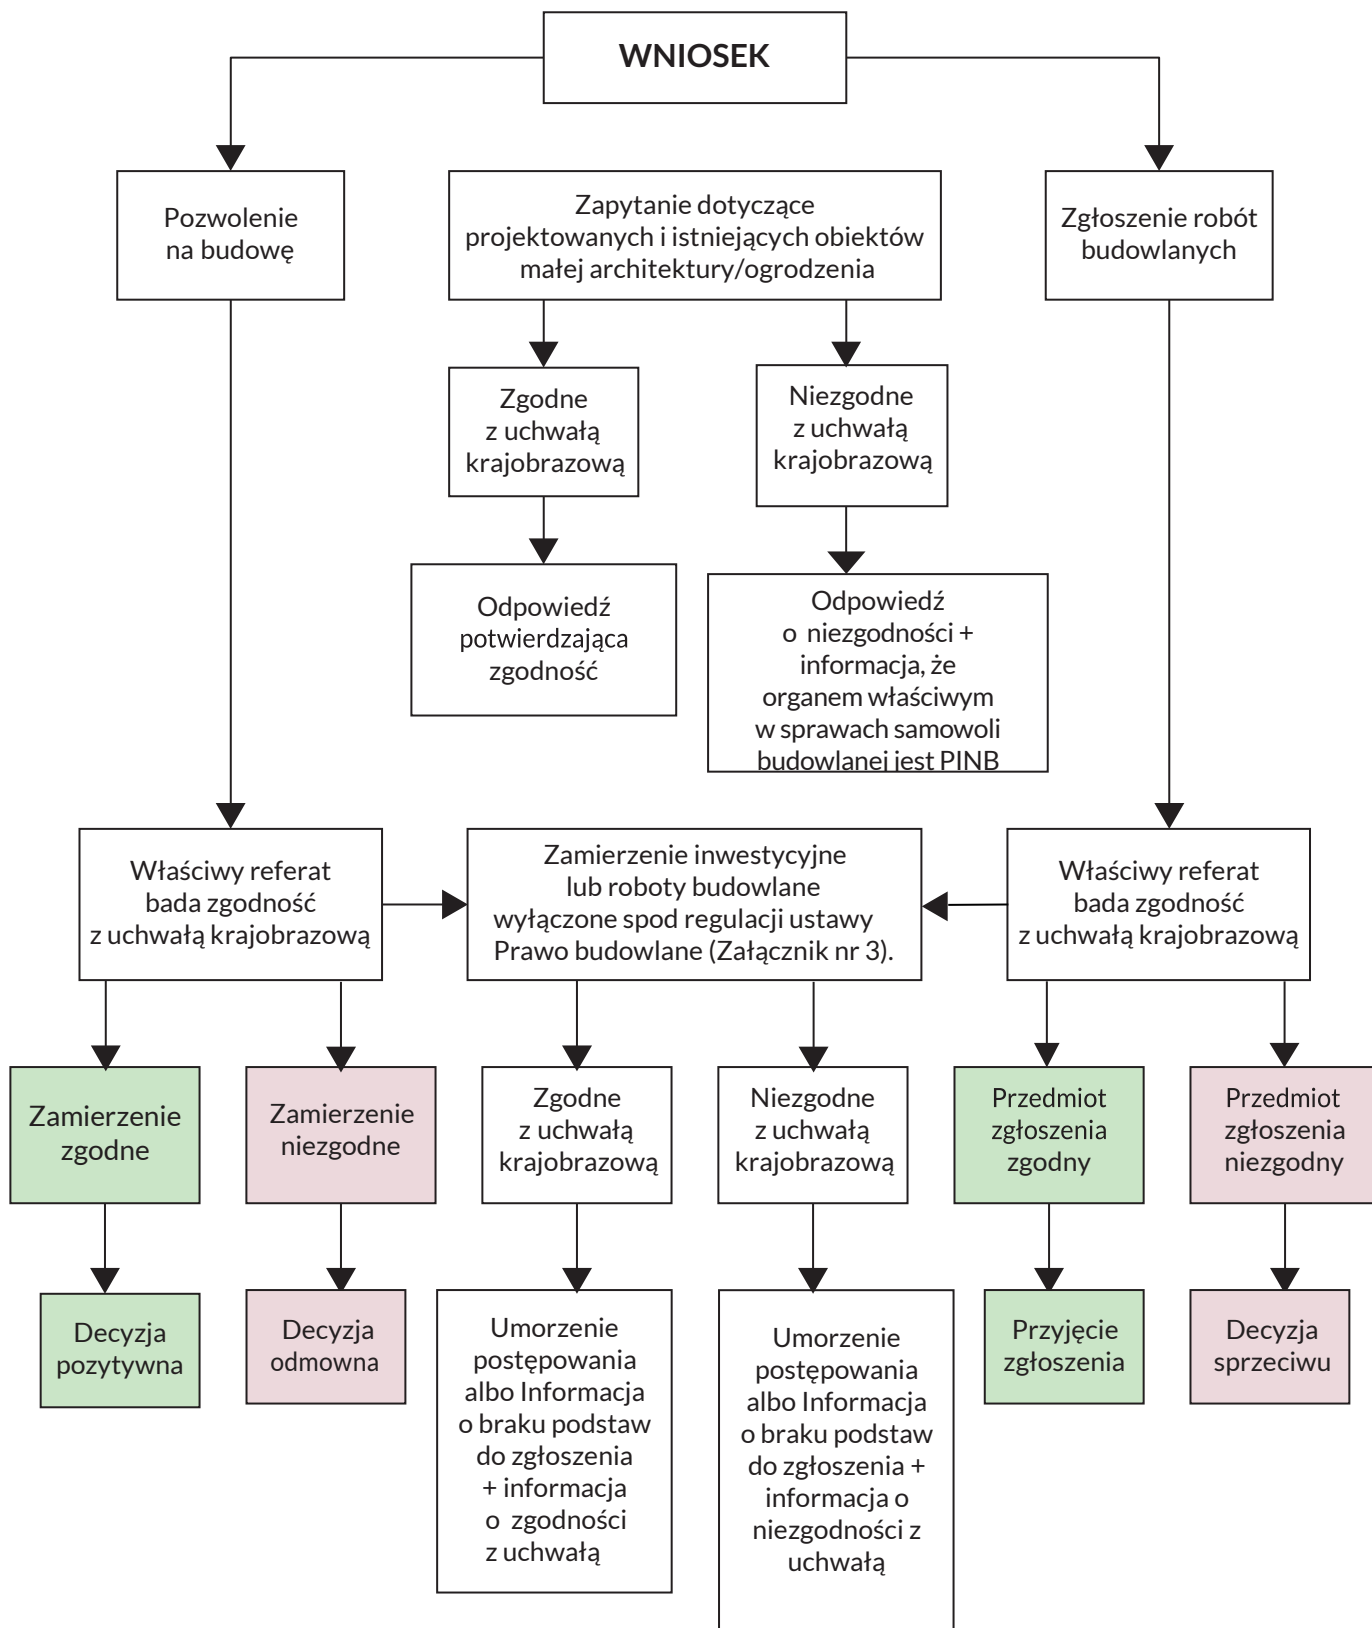 WNIOSEK
Pozwolenie
na budowę
Zapytanie dotyczące
projektowanych i istniejących obiektów
małej architektury/ogrodzenia
Zgłoszenie robót
budowlanych
Zgodne
z uchwałą
krajobrazową
Niezgodne
z uchwałą
krajobrazową
Odpowiedź
potwierdzająca
zgodność
Odpowiedź
o niezgodności +
informacja, że
organem właściwym
w sprawach samowoli
budowlanej jest PINB
Właściwy referat
bada zgodność
z uchwałą krajobrazową
Zamierzenie inwestycyjne
lub roboty budowlane
wyłączone spod regulacji ustawy
Prawo budowlane (Załącznik nr 3).
Właściwy referat
bada zgodność
z uchwałą krajobrazową
Zamierzenie
zgodne
Zamierzenie
niezgodne
Zgodne
z uchwałą
krajobrazową
Niezgodne
z uchwałą
krajobrazową
Przedmiot
zgłoszenia
zgodny
Przedmiot
zgłoszenia
niezgodny
Decyzja
pozytywna
Decyzja
odmowna
Umorzenie
postępowania
albo Informacja
o braku podstaw
do zgłoszenia
+ informacja
o zgodności
z uchwałą
Umorzenie
postępowania
albo Informacja
o braku podstaw
do zgłoszenia +
informacja o
niezgodności z
uchwałą
Przyjęcie
zgłoszenia
Decyzja
sprzeciwu